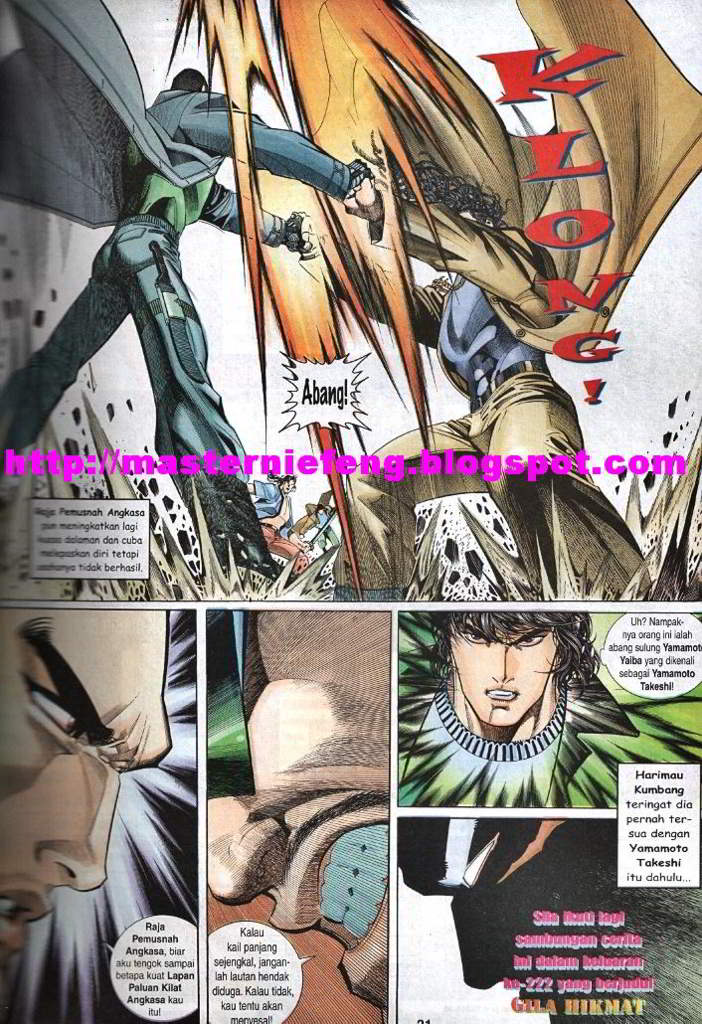 KLONG!
Abang!
http://masterniefeng.blogspot.com
Raja Pemusnah Angkasa
pun meningkatkan lagi
dalaman dan cuba
melepaskan diri tetapi
usahanya tidak berhasil.
Uh? Nampak-
nya orang ini ialah
abang sulung Yamamoto
Yaiba yang dikenali
sebagai Yamamoto
Takeshi!
Harimau
Kumbang
teringat dia
pernah ter-
sua dengan
Yamamoto
Takeshi
itu dahulu...
Raja
Pemusnah
Angkasa, biar
aku tengok sampai
betapa kuat Lapan
Paluan Kilat
Angkasa kau
itu!
Kalau
kail panjang
sejengkal, jangan-
lah lautan hendak
diduga. Kalau tidak,
kau tentu akan
menyesal!
Sila ikuti lagi
sambungan cerita
ini dalam keluaran
ke-222 yang berjudul
GILA HIKMAT
21